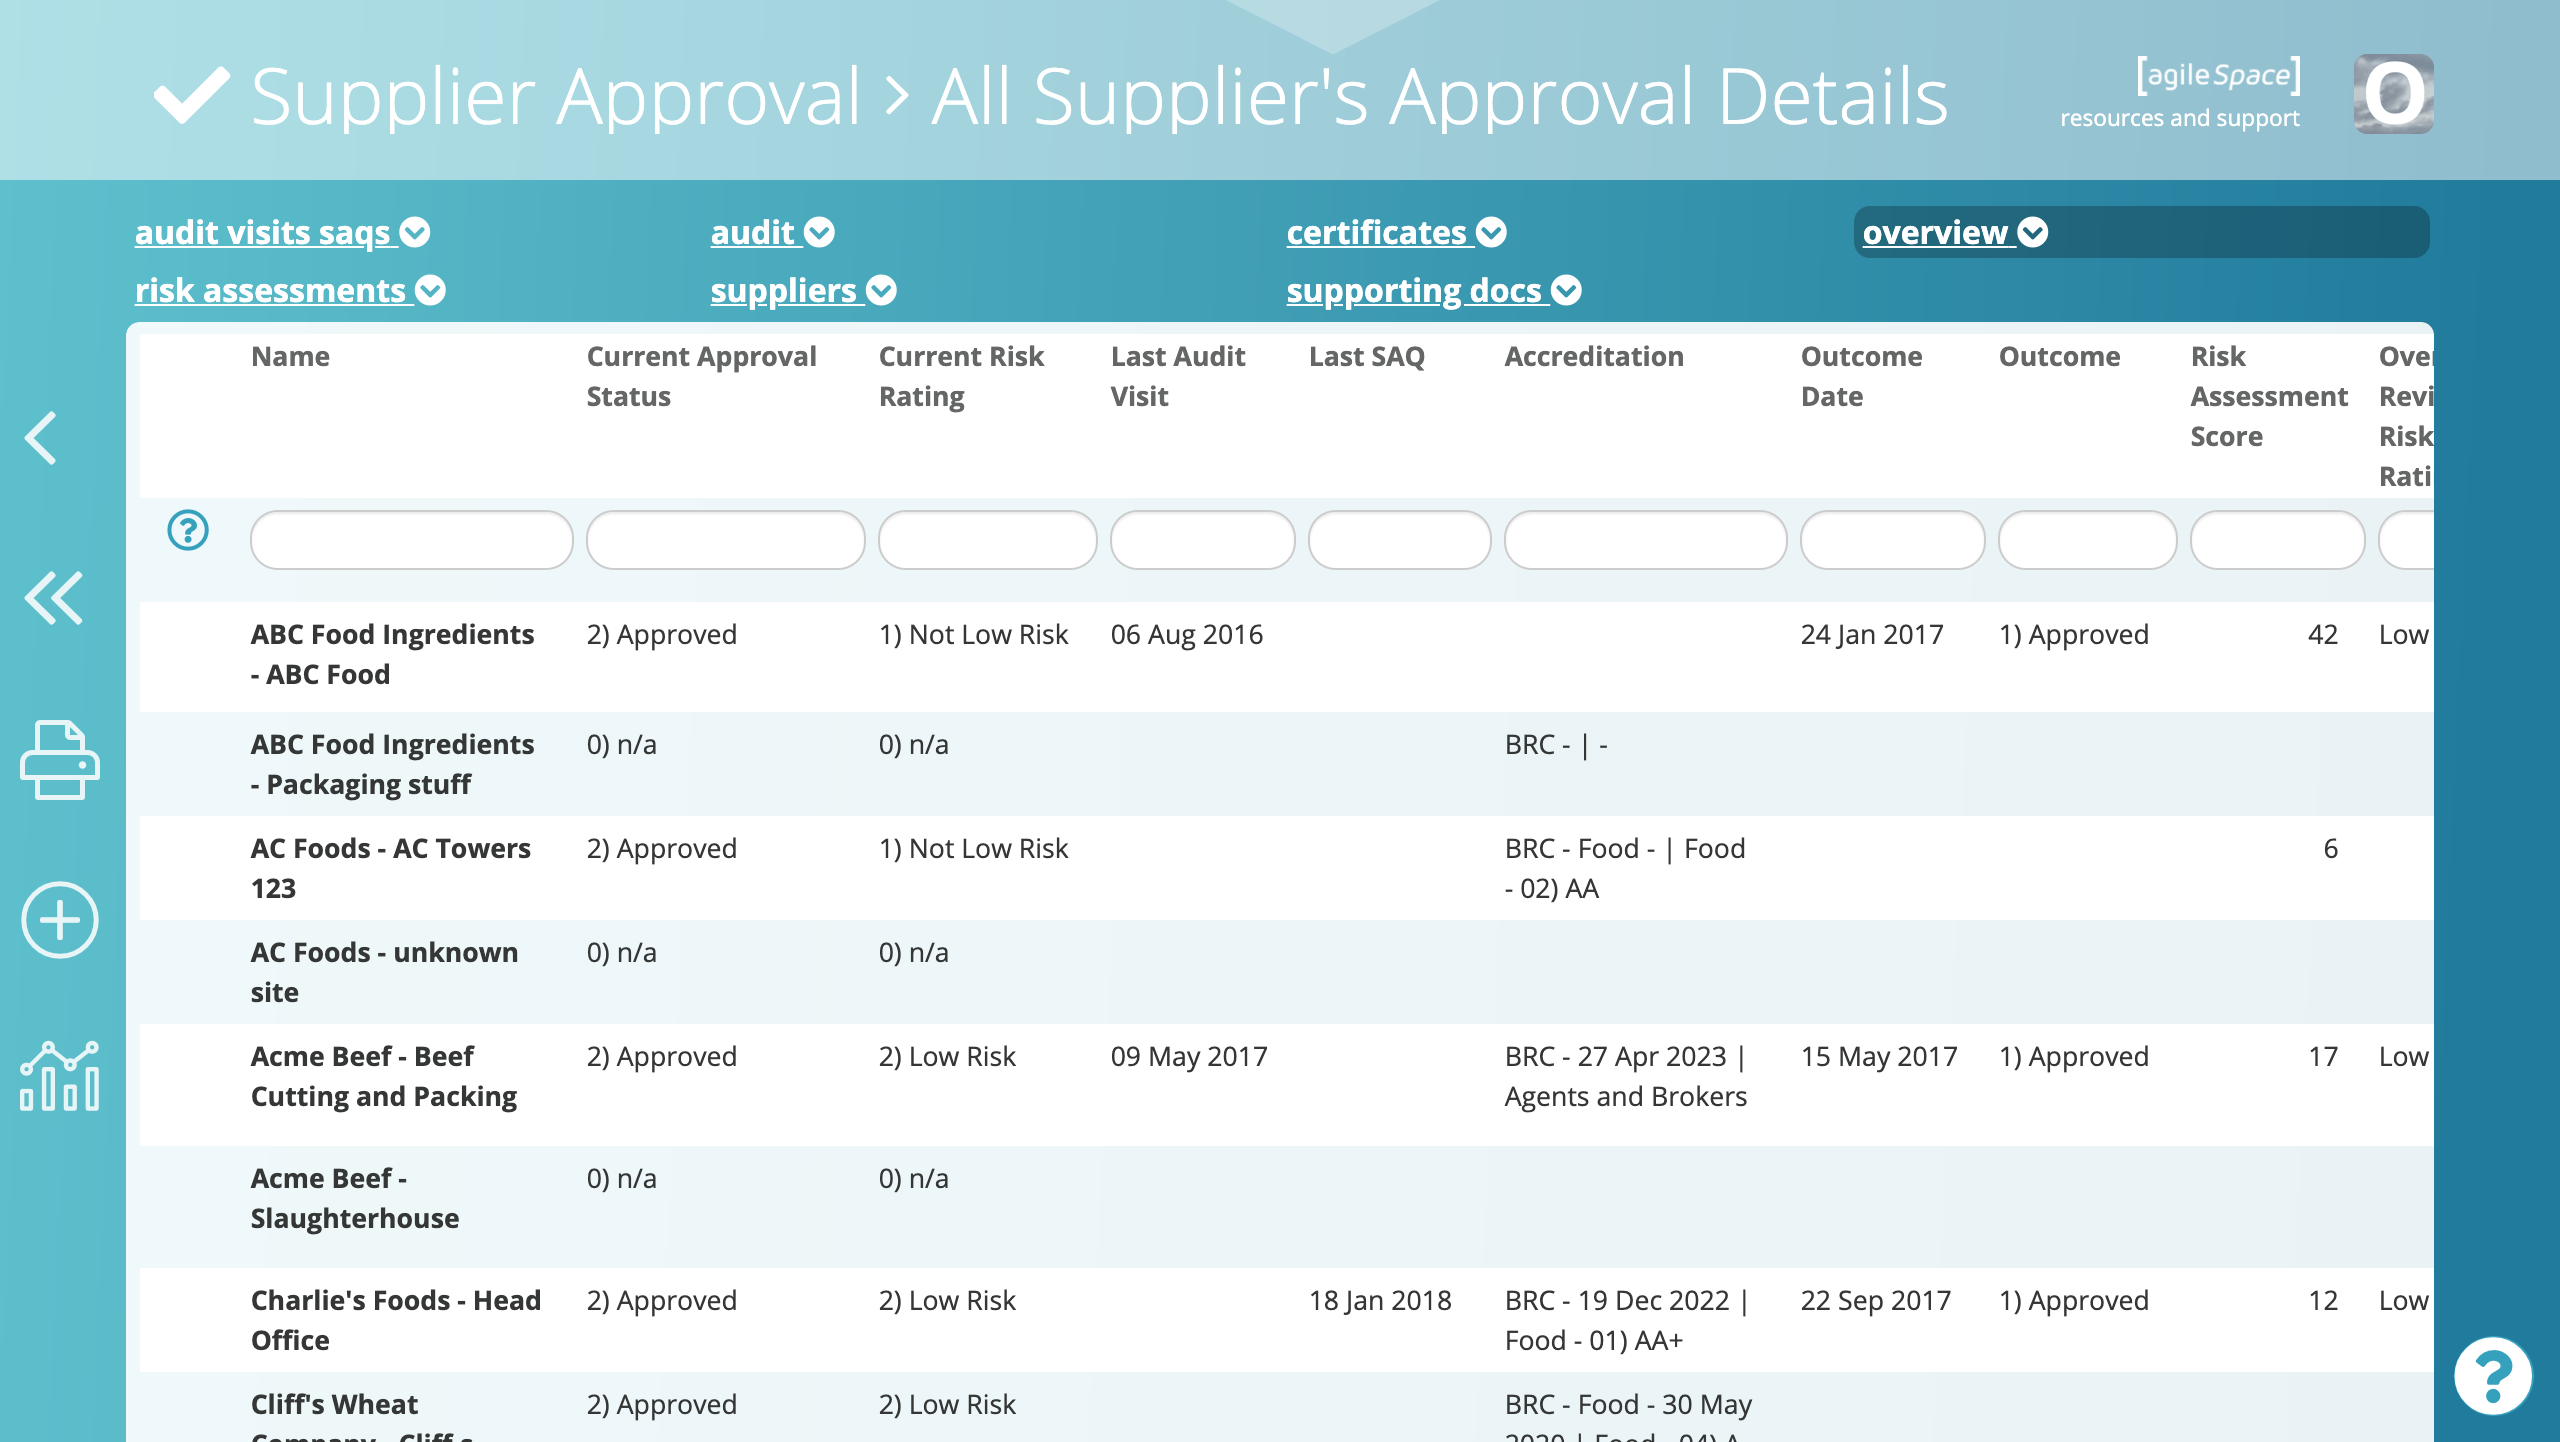 Supplier Approval > All Supplier's Approval Details
[agileSpace]
resources and support
O
audit visits saqs
audit
certificates
overview
risk assessments
suppliers
supporting docs
Name
Current Approval
Status
Current Risk
Rating
Last Audit
Visit
Last SAQ
Accreditation
Outcome
Date
Outcome
Risk
Assessment
Score
Over
Revi
Risk
Rati
ABC Food Ingredients
- ABC Food
2) Approved
1) Not Low Risk
06 Aug 2016
24 Jan 2017
1) Approved
42
Low
ABC Food Ingredients
- Packaging stuff
0) n/a
0) n/a
BRC - | -
AC Foods - AC Towers
123
2) Approved
1) Not Low Risk
BRC - Food - | Food
- 02) AA
6
AC Foods - unknown
site
0) n/a
0) n/a
Acme Beef - Beef
Cutting and Packing
2) Approved
2) Low Risk
09 May 2017
BRC - 27 Apr 2023 |
Agents and Brokers
15 May 2017
1) Approved
17
Low
Acme Beef -
Slaughterhouse
0) n/a
0) n/a
Charlie's Foods - Head
Office
2) Approved
2) Low Risk
18 Jan 2018
BRC - 19 Dec 2022 |
Food - 01) AA+
22 Sep 2017
1) Approved
12
Low
Cliff's Wheat
Company - Cliff's
2) Approved
2) Low Risk
BRC - Food - 30 May
2020 | Food - 04) A